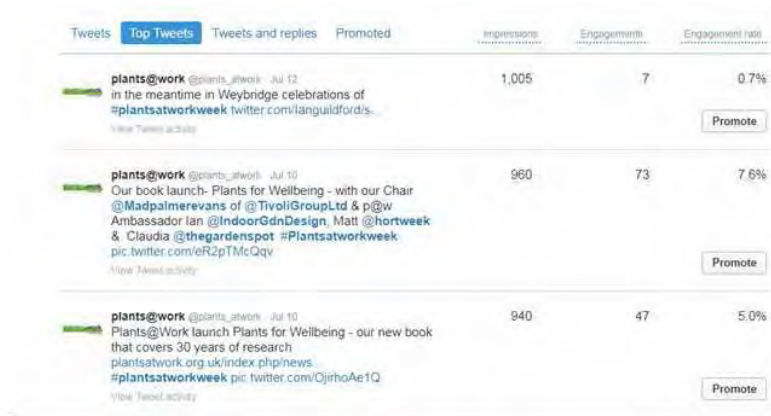 Tweets Top Tweets Tweets and replies Promoted Impressions Engagements Engagement rate
plants@work @plants_atwork · Jul 12 1,005 7 0.7%
in the meantime in Weybridge celebrations of
#plantsatworkweek twitter.com/languildford/s...
View Tweet activity
Promote
plants@work @plants_atwork · Jul 10 960 73 7.6%
Our book launch- Plants for Wellbeing - with our Chair
@Madpalmerevans of @TivoliGroupLtd & p@w
Ambassador Ian @IndoorGdnDesign, Matt @hortweek
& Claudia @thegardenspot #Plantsatworkweek
pic.twitter.com/eR2pTMcQqv
View Tweet activity
Promote
plants@work @plants_atwork · Jul 10 940 47 5.0%
Plants@Work launch Plants for Wellbeing - our new book
that covers 30 years of research
plantsatwork.org.uk/index.php/news...
#plantsatworkweek pic.twitter.com/OjirhoAe1Q
View Tweet activity
Promote